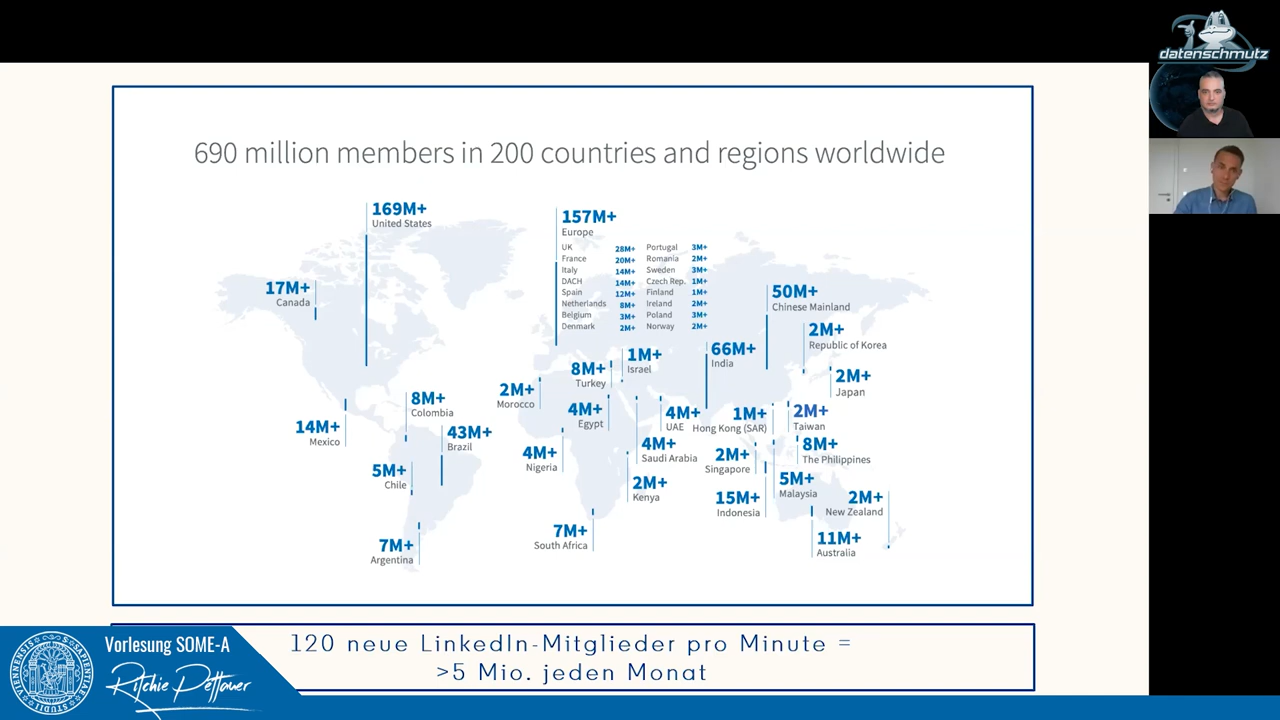 datenschmutz
690 million members in 200 countries and regions worldwide
169M+
United States
17M+
Canada
14M+
Mexico
8M+
Colombia
43M+
Brazil
5M+
Chile
7M+
Argentina
157M+
Europe
UK 28M+ Portugal 3M+
France 20M+ Romania 2M+
Italy 14M+ Sweden 3M+
DACH 14M+ Czech Rep. 1M+
Spain 12M+ Finland 1M+
Netherlands 8M+ Ireland 2M+
Belgium 3M+ Poland 3M+
Denmark 2M+ Norway 2M+
2M+
Morocco
8M+
Turkey
1M+
Israel
4M+
Egypt
4M+
UAE
4M+
Saudi Arabia
4M+
Nigeria
2M+
Kenya
7M+
South Africa
66M+
India
50M+
Chinese Mainland
2M+
Republic of Korea
2M+
Japan
1M+
Hong Kong (SAR)
2M+
Taiwan
8M+
The Philippines
2M+
Singapore
5M+
Malaysia
15M+
Indonesia
2M+
New Zealand
11M+
Australia
120 neue LinkedIn-Mitglieder pro Minute =
>5 Mio. jeden Monat
Vorlesung SOME-A
Ritchie Pettauer